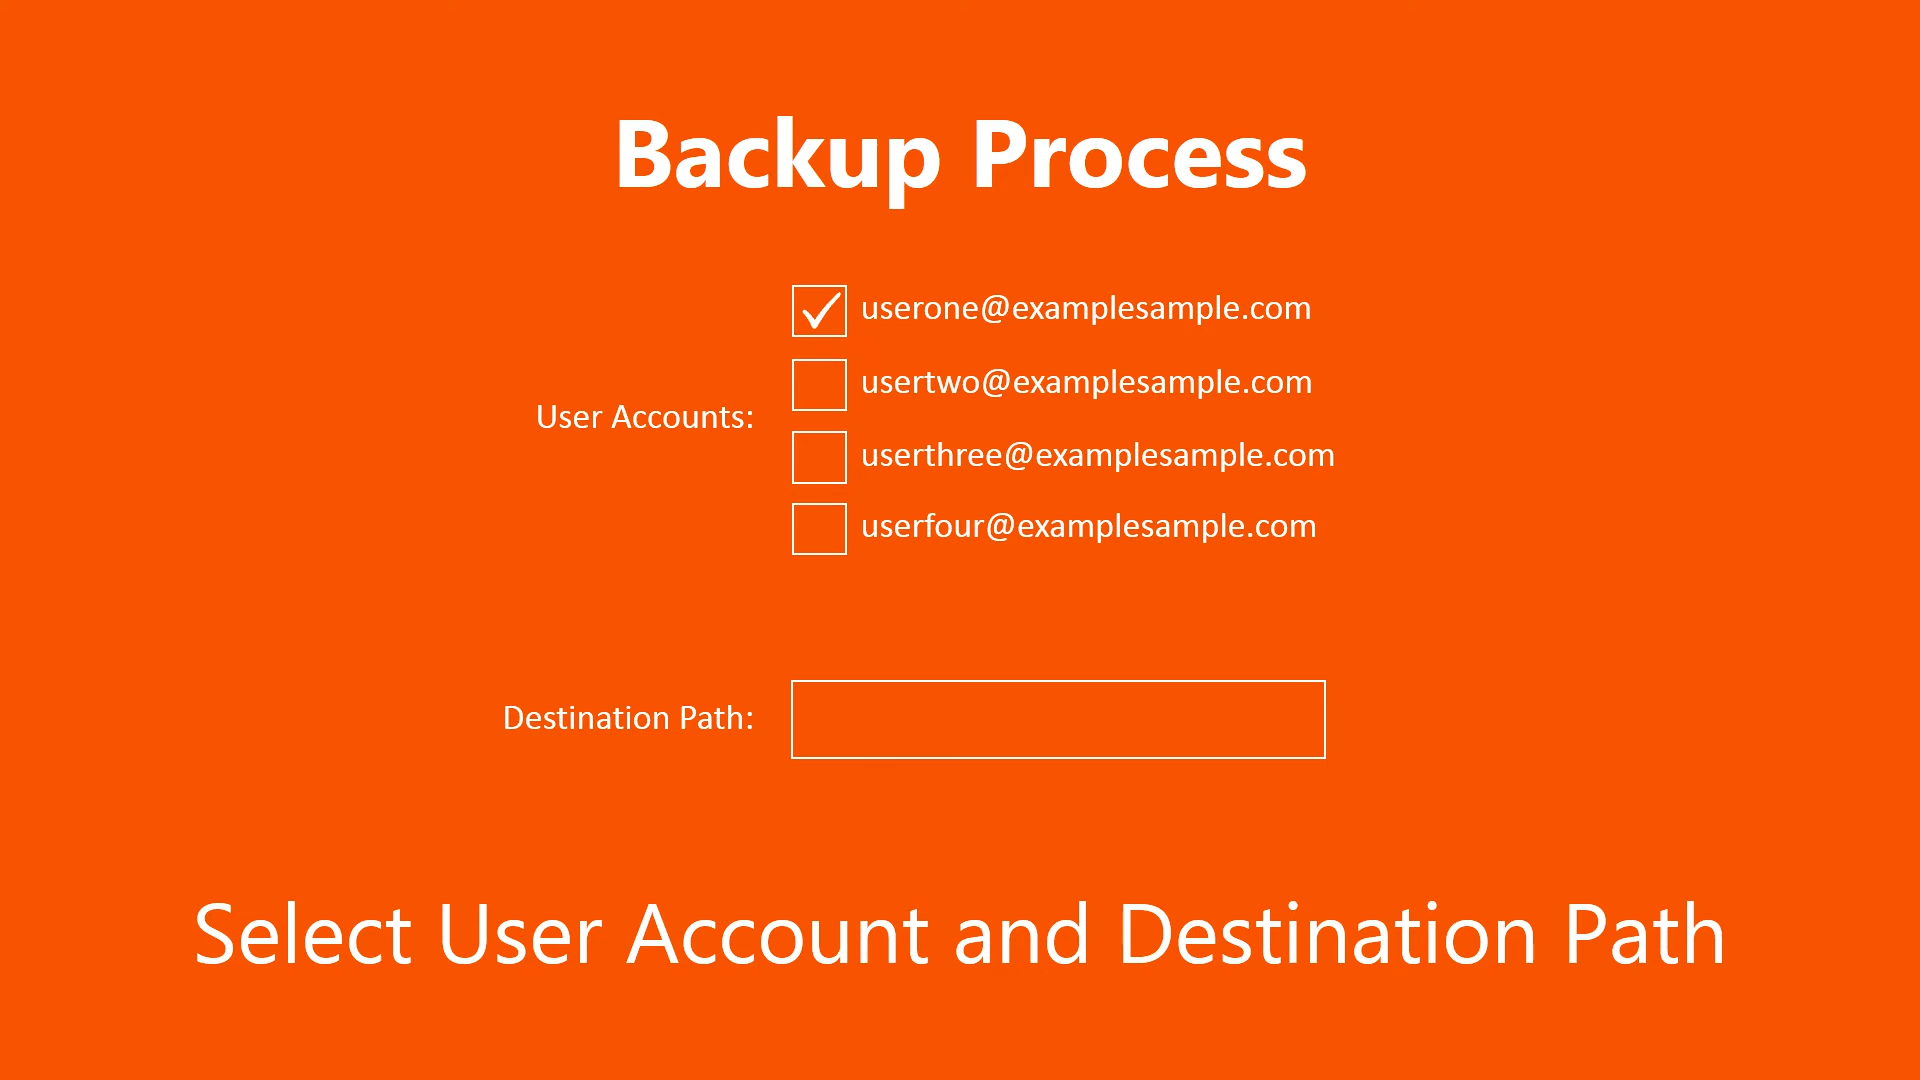 Backup Process
userone@examplesample.com
usertwo@examplesample.com
User Accounts:
userthree@examplesample.com
userfour@examplesample.com
Destination Path:
Select User Account and Destination Path